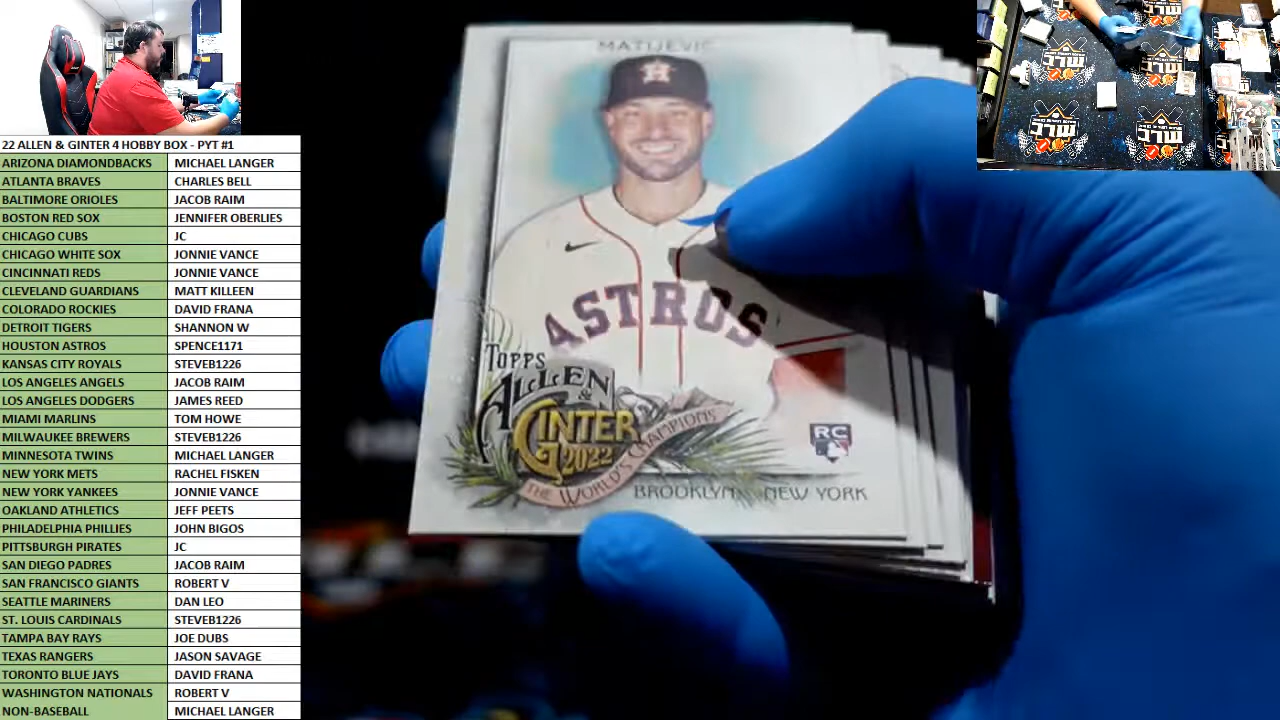 22 ALLEN & GINTER 4 HOBBY BOX - PYT #1
ARIZONA DIAMONDBACKS MICHAEL LANGER
ATLANTA BRAVES CHARLES BELL
BALTIMORE ORIOLES JACOB RAIM
BOSTON RED SOX JENNIFER OBERLIES
CHICAGO CUBS JC
CHICAGO WHITE SOX JONNIE VANCE
CINCINNATI REDS JONNIE VANCE
CLEVELAND GUARDIANS MATT KILLEEN
COLORADO ROCKIES DAVID FRANA
DETROIT TIGERS SHANNON W
HOUSTON ASTROS SPENCE1171
KANSAS CITY ROYALS STEVEB1226
LOS ANGELES ANGELS JACOB RAIM
LOS ANGELES DODGERS JAMES REED
MIAMI MARLINS TOM HOWE
MILWAUKEE BREWERS STEVEB1226
MINNESOTA TWINS MICHAEL LANGER
NEW YORK METS RACHEL FISKEN
NEW YORK YANKEES JONNIE VANCE
OAKLAND ATHLETICS JEFF PEETS
PHILADELPHIA PHILLIES JOHN BIGOS
PITTSBURGH PIRATES JC
SAN DIEGO PADRES JACOB RAIM
SAN FRANCISCO GIANTS ROBERT V
SEATTLE MARINERS DAN LEO
ST. LOUIS CARDINALS STEVEB1226
TAMPA BAY RAYS JOE DUBS
TEXAS RANGERS JASON SAVAGE
TORONTO BLUE JAYS DAVID FRANA
WASHINGTON NATIONALS ROBERT V
NON-BASEBALL MICHAEL LANGER
MATIJEVIC
H
ASTROS
TOPPS
ALLEN
&
GINTER
2022
THE WORLD'S CHAMPIONS
RC
BROOKLYN, NEW YORK